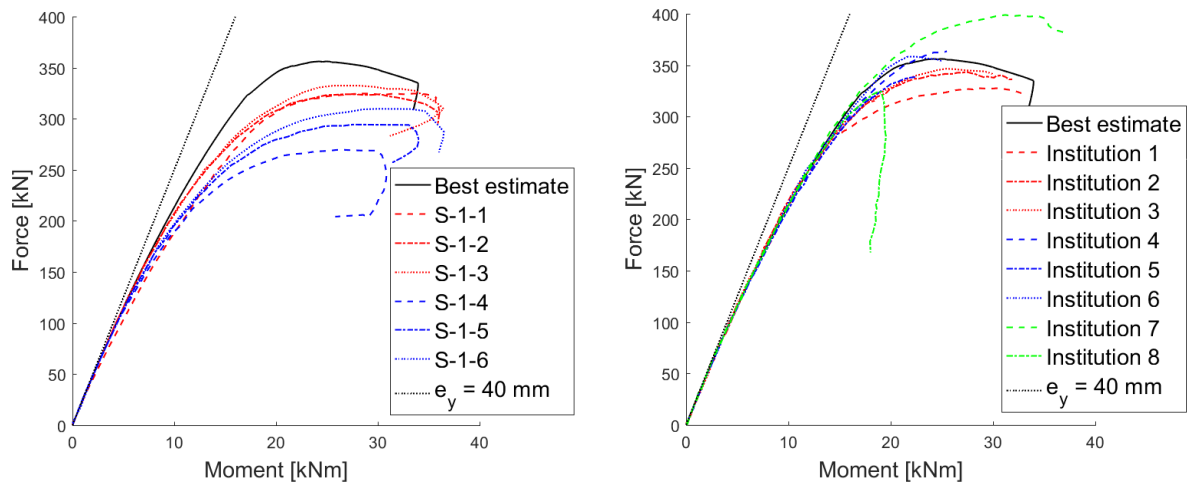 400
350
300
250
200
150
100
50
0
Force [kN]
0
10
20
30
40
Moment [kNm]
Best estimate
S-1-1
S-1-2
S-1-3
S-1-4
S-1-5
S-1-6
e_y = 40 mm
400
350
300
250
200
150
100
50
0
Force [kN]
0
10
20
30
40
Moment [kNm]
Best estimate
Institution 1
Institution 2
Institution 3
Institution 4
Institution 5
Institution 6
Institution 7
Institution 8
e_y = 40 mm